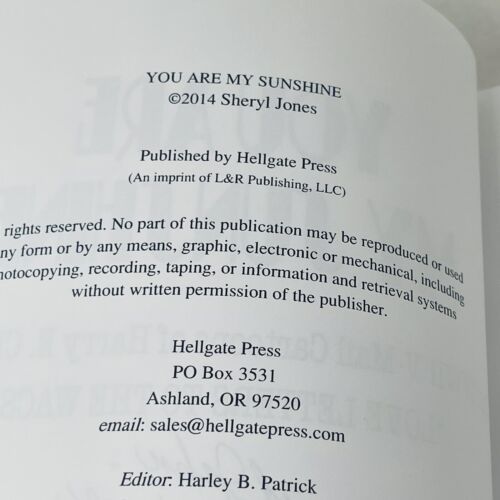 YOU ARE MY SUNSHINE
©2014 Sheryl Jones
Published by Hellgate Press
(An imprint of L&R Publishing, LLC)
rights reserved. No part of this publication may be reproduced or used
ny form or by any means, graphic, electronic or mechanical, including
hotocopying, recording, taping, or information and retrieval systems
without written permission of the publisher.
Hellgate Press
PO Box 3531
Ashland, OR 97520
email: sales@hellgatepress.com
Editor: Harley B. Patrick